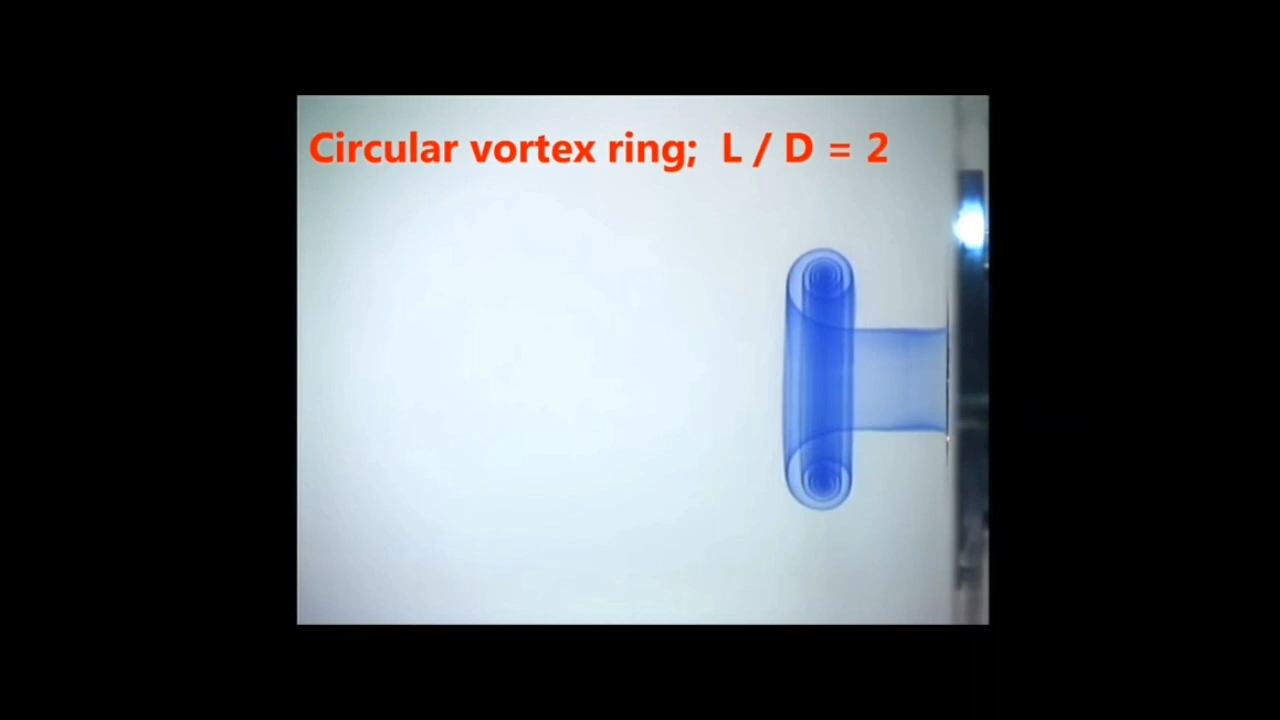 Circular vortex ring; L / D = 2